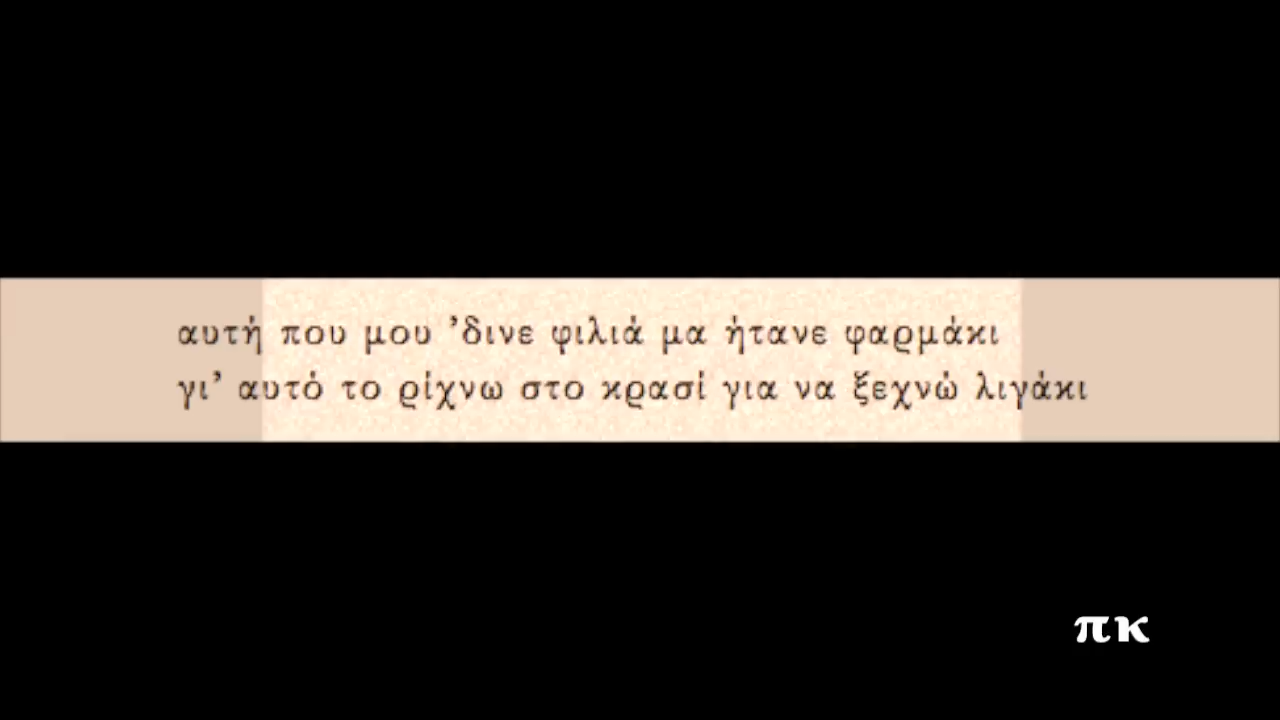 αυτή που μου ’δινε φιλιά μα ήτανε φαρμάκι
γι’ αυτό το ρίχνω στο κρασί για να ξεχνώ λιγάκι
πκ